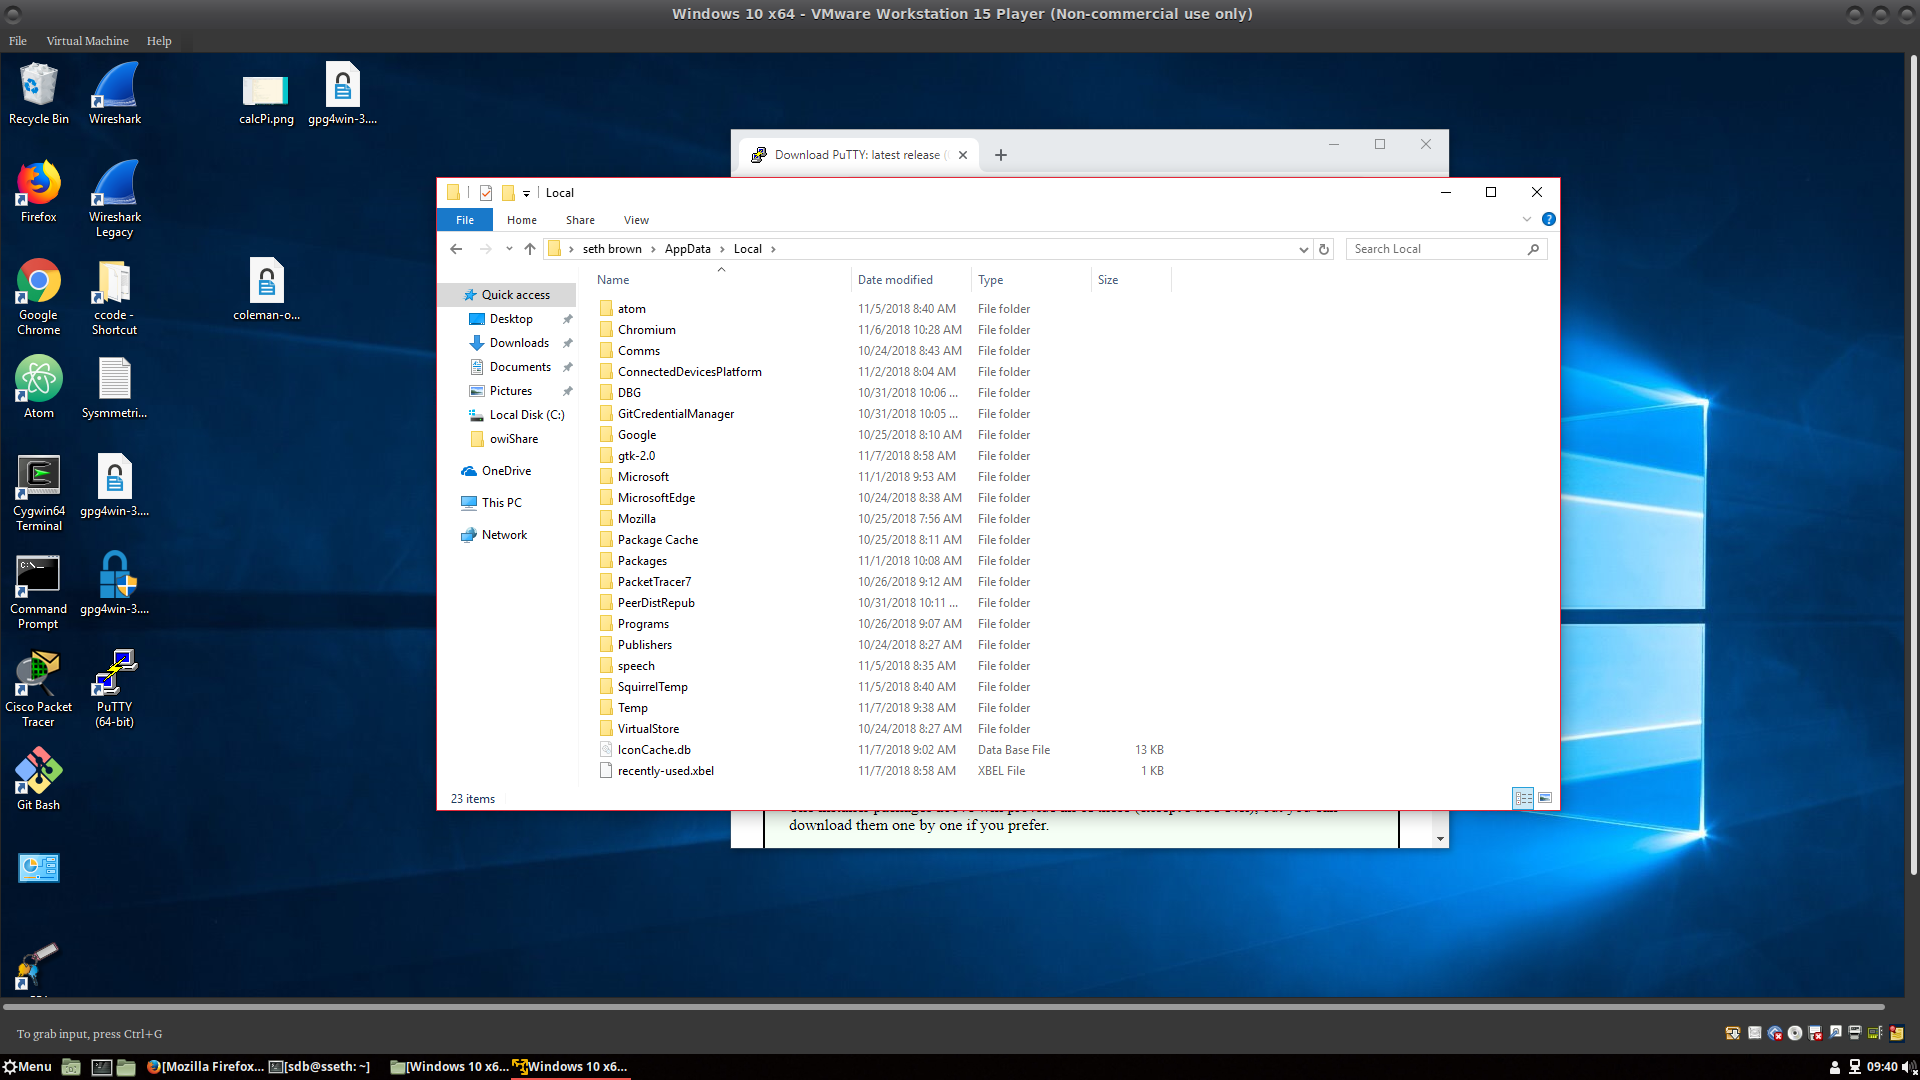 Windows 10 x64 - VMware Workstation 15 Player (Non-commercial use only)
File Virtual Machine Help
Recycle Bin
Wireshark
calcPi.png
gpg4win-3....
Firefox
Wireshark Legacy
Google Chrome
ccode - Shortcut
coleman-o...
Atom
Sysmmetri...
Cygwin64 Terminal
gpg4win-3....
Command Prompt
gpg4win-3....
Cisco Packet Tracer
PuTTY (64-bit)
Git Bash
Download PuTTY: latest release (
Local
File Home Share View
seth brown > AppData > Local >
Search Local
Quick access
Desktop
Downloads
Documents
Pictures
Local Disk (C:)
owiShare
OneDrive
This PC
Network
Name Date modified Type Size
atom 11/5/2018 8:40 AM File folder
Chromium 11/6/2018 10:28 AM File folder
Comms 10/24/2018 8:43 AM File folder
ConnectedDevicesPlatform 11/2/2018 8:04 AM File folder
DBG 10/31/2018 10:06 ... File folder
GitCredentialManager 10/31/2018 10:05 ... File folder
Google 10/25/2018 8:10 AM File folder
gtk-2.0 11/7/2018 8:58 AM File folder
Microsoft 11/1/2018 9:53 AM File folder
MicrosoftEdge 10/24/2018 8:38 AM File folder
Mozilla 10/25/2018 7:56 AM File folder
Package Cache 10/25/2018 8:11 AM File folder
Packages 11/1/2018 10:08 AM File folder
PacketTracer7 10/26/2018 9:12 AM File folder
PeerDistRepub 10/31/2018 10:11 ... File folder
Programs 10/26/2018 9:07 AM File folder
Publishers 10/24/2018 8:27 AM File folder
speech 11/5/2018 8:35 AM File folder
SquirrelTemp 11/5/2018 8:40 AM File folder
Temp 11/7/2018 9:38 AM File folder
VirtualStore 10/24/2018 8:27 AM File folder
IconCache.db 11/7/2018 9:02 AM Data Base File 13 KB
recently-used.xbel 11/7/2018 8:58 AM XBEL File 1 KB
23 items
download them one by one if you prefer.
To grab input, press Ctrl+G
Menu [Mozilla Firefox... [sdb@sseth: ~] [Windows 10 x6... Windows 10 x6... 09:40